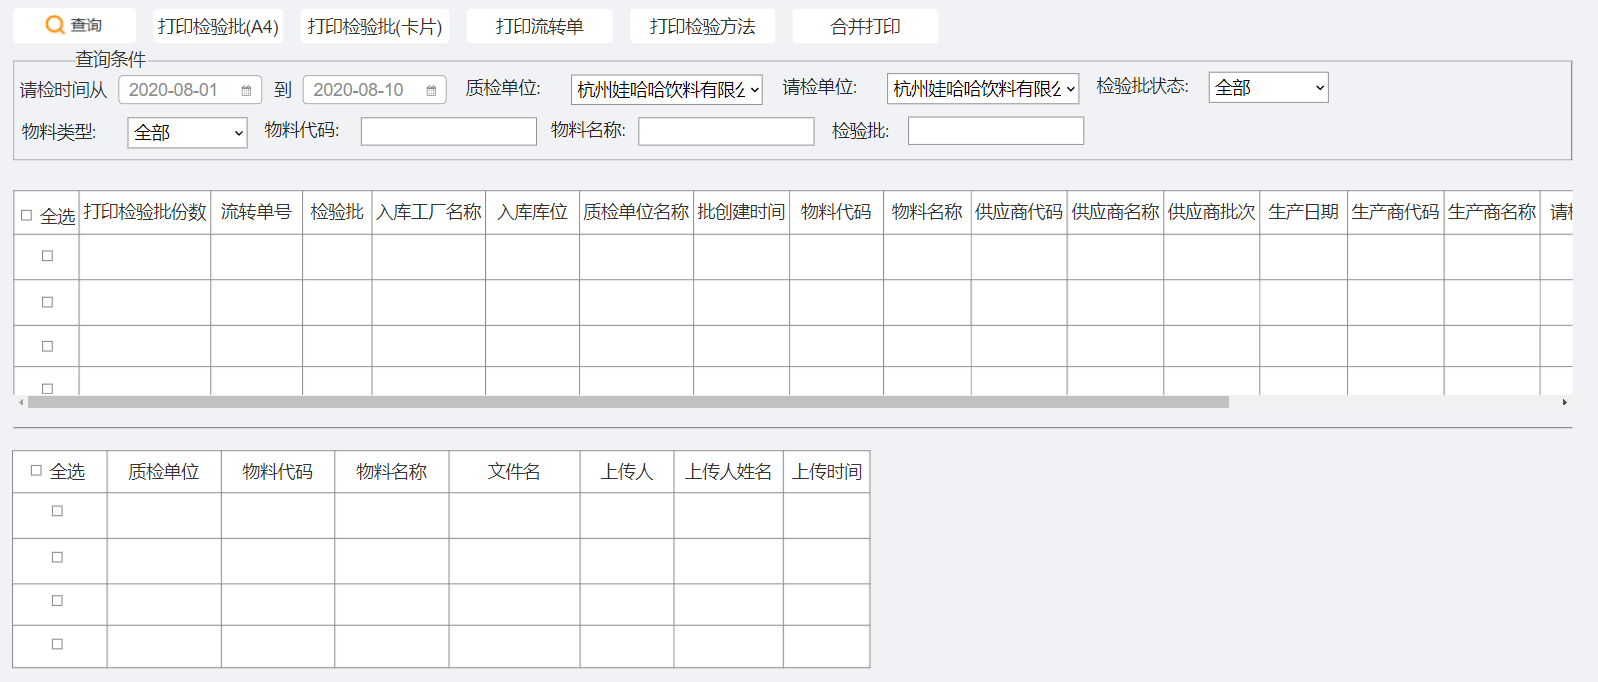 查询 打印检验批(A4) 打印检验批(卡片) 打印流转单 打印检验方法 合并打印
查询条件
请检时间从 2020-08-01 到 2020-08-10 质检单位: 杭州娃哈哈饮料有限公 请检单位: 杭州娃哈哈饮料有限公 检验批状态: 全部
物料类型: 全部 物料代码: 物料名称: 检验批:
全选 打印检验批份数 流转单号 检验批 入库工厂名称 入库库位 质检单位名称 批创建时间 物料代码 物料名称 供应商代码 供应商名称 供应商批次 生产日期 生产商代码 生产商名称 请
全选 质检单位 物料代码 物料名称 文件名 上传人 上传人姓名 上传时间